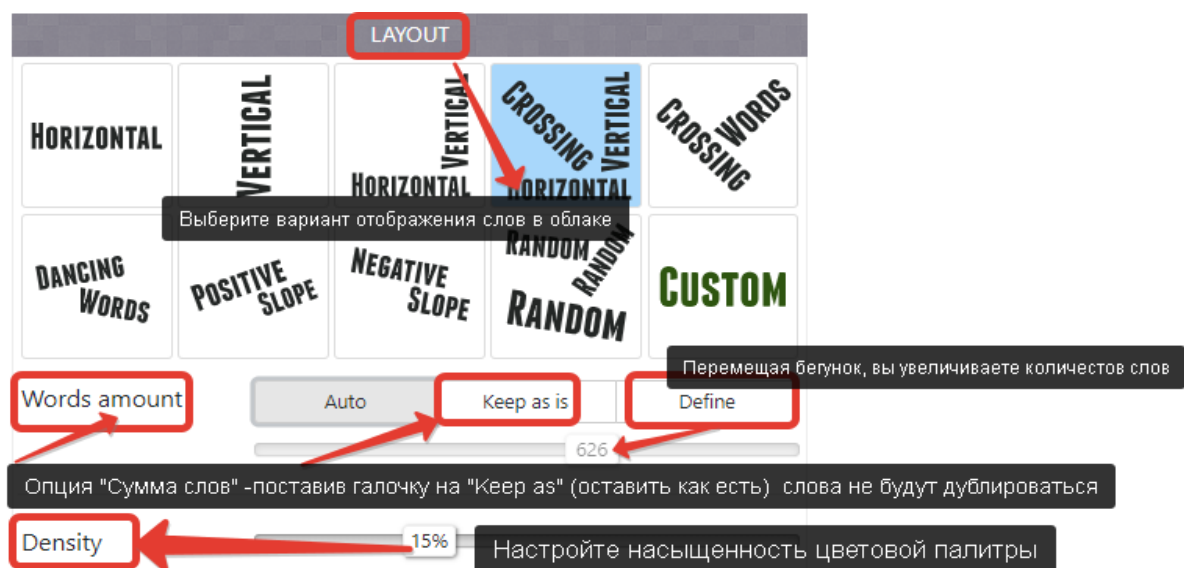 LAYOUT
HORIZONTAL
VERTICAL
HORIZONTAL
VERTICAL
CROSSING
VERTICAL
HORIZONTAL
CROSSING
WORDS
Выберите вариант отображения слов в облаке
DANCING
WORDS
POSITIVE
SLOPE
NEGATIVE
SLOPE
RANDOM
RANDOM
RANDOM
CUSTOM
Перемещая бегунок, вы увеличиваете количестов слов
Words amount
Auto
Keep as is
Define
626
Опция "Сумма слов" -поставив галочку на "Keep as" (оставить как есть) слова не будут дублироваться
Density
15%
Настройте насыщенность цветовой палитры